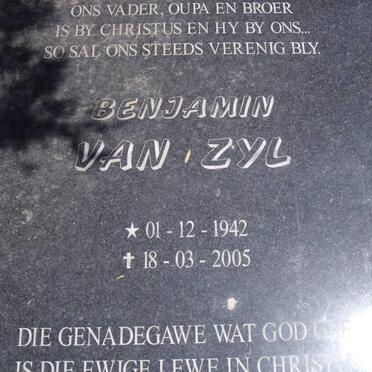 ONS VADER, OUPA EN BROER
IS BY CHRISTUS EN HY BY ONS...
SO SAL ONS STEEDS VERENIG BLY.
BENJAMIN
VAN ZYL
★ 01 - 12 - 1942
✝ 18 - 03 - 2005
DIE GENADEGAWE WAT GOD
IS DIE EWIGE LEWE IN CHRISTUS